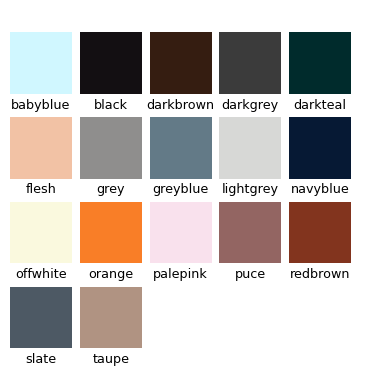 babyblue black darkbrown darkgrey darkteal
flesh grey greyblue lightgrey navyblue
offwhite orange palepink puce redbrown
slate taupe